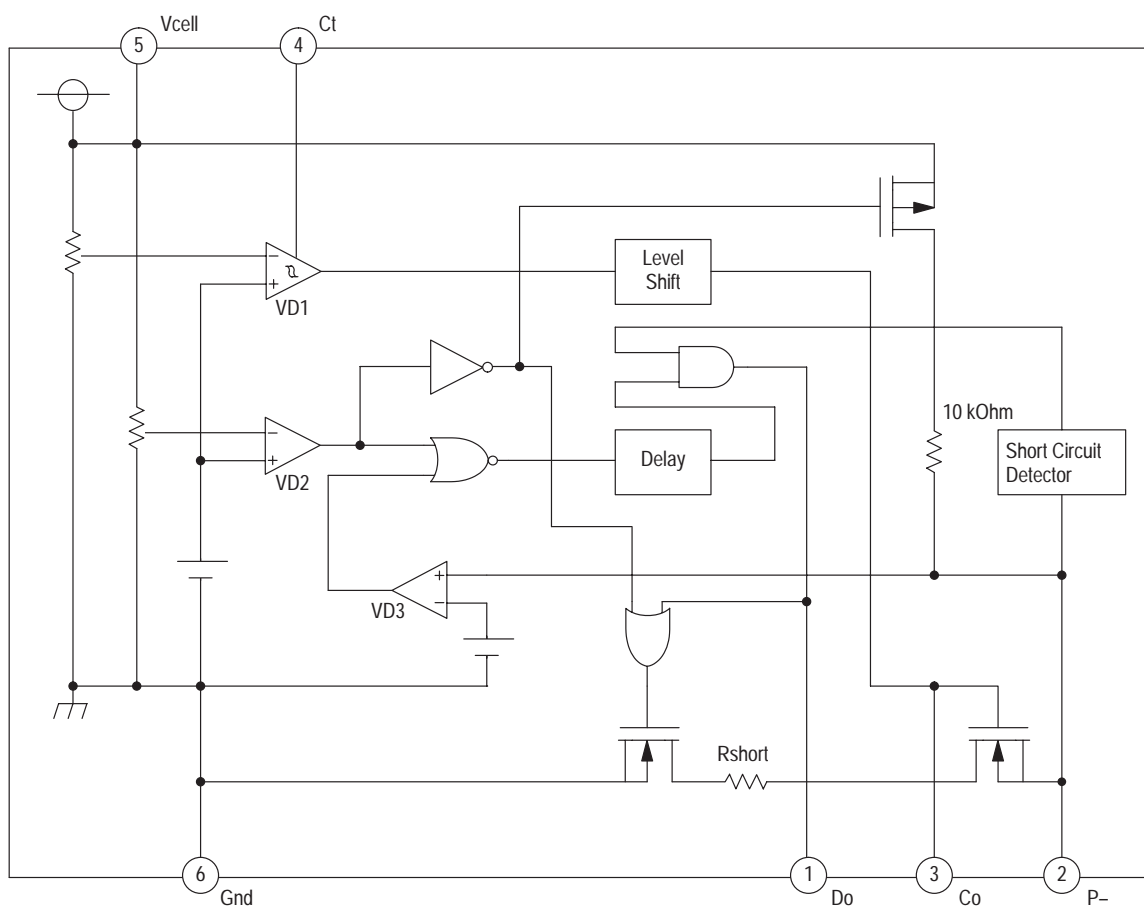 Vcell
Ct
5
4
Level
Shift
VD1
10 kOhm
Short Circuit
Detector
Delay
VD2
VD3
Rshort
6
1
3
2
Gnd
Do
Co
P–